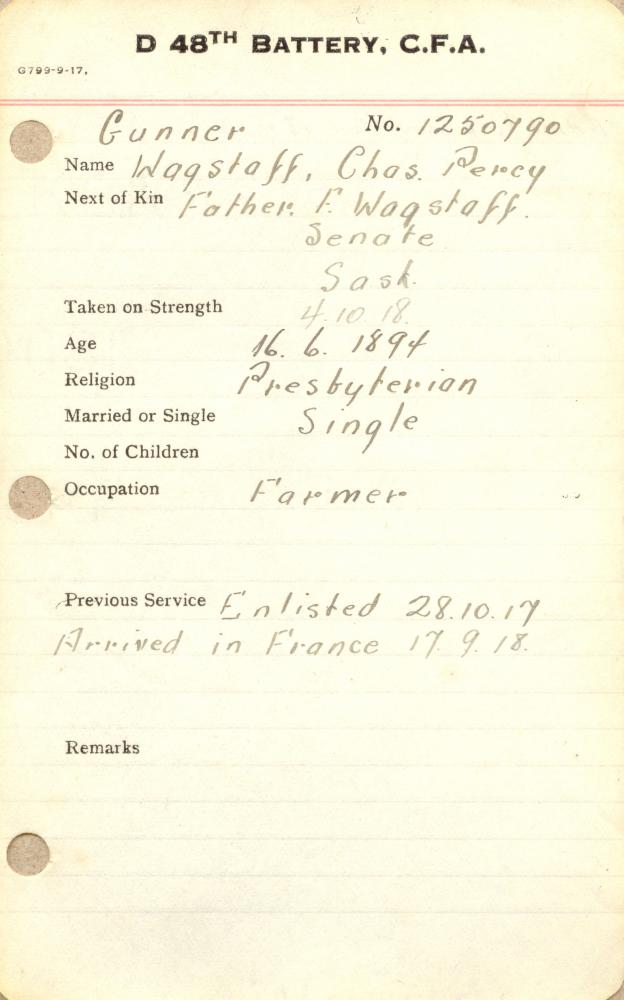 D 48TH BATTERY, C.F.A.
G799-9-17.
Gunner No. 1250790
Name Wagstaff, Chas. Percy
Next of Kin Father. F. Wagstaff.
Senate
Sask.
Taken on Strength 4.10.18.
Age 16. 6. 1894
Religion Presbyterian
Married or Single Single
No. of Children
Occupation Farmer
Previous Service Enlisted 28.10.17
Arrived in France 17. 9. 18.
Remarks